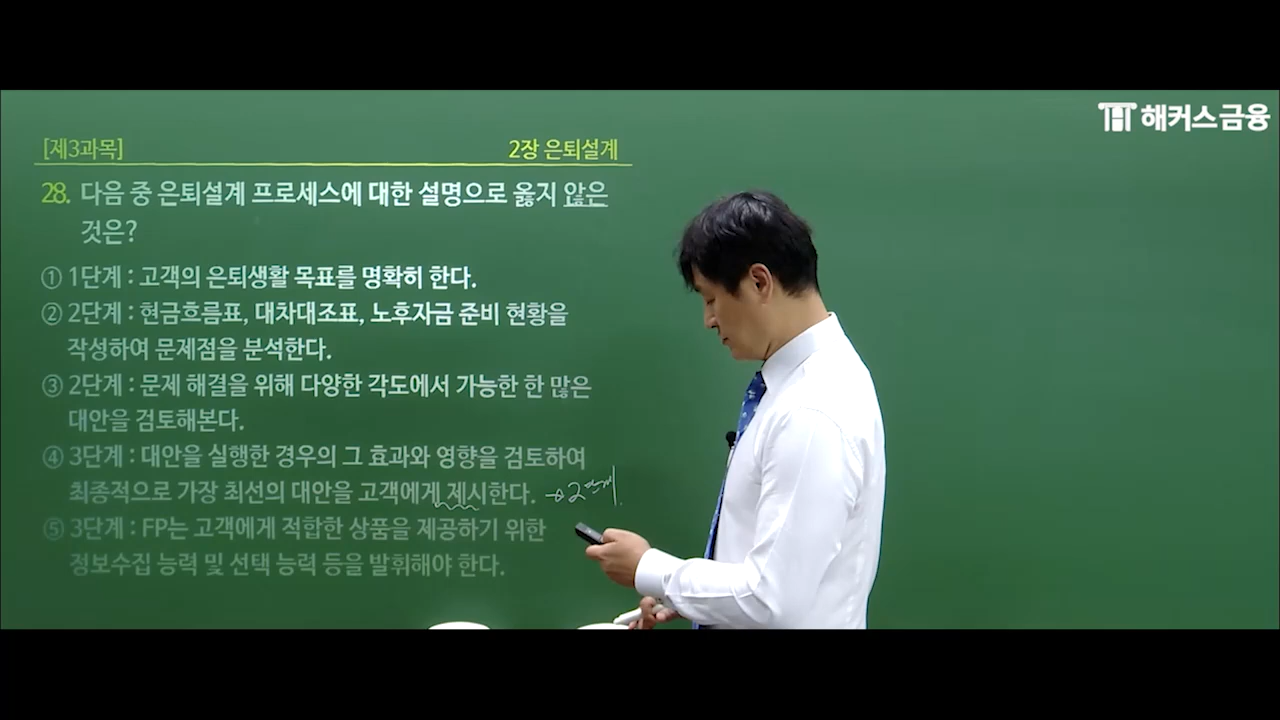 해커스금융
[제3과목] 2장 은퇴설계
28. 다음 중 은퇴설계 프로세스에 대한 설명으로 옳지 않은
것은?
① 1단계 : 고객의 은퇴생활 목표를 명확히 한다.
② 2단계 : 현금흐름표, 대차대조표, 노후자금 준비 현황을
작성하여 문제점을 분석한다.
③ 2단계 : 문제 해결을 위해 다양한 각도에서 가능한 한 많은
대안을 검토해본다.
④ 3단계 : 대안을 실행한 경우의 그 효과와 영향을 검토하여
최종적으로 가장 최선의 대안을 고객에게 제시한다. → 2단계.
⑤ 3단계 : FP는 고객에게 적합한 상품을 제공하기 위한
정보수집 능력 및 선택 능력 등을 발휘해야 한다.